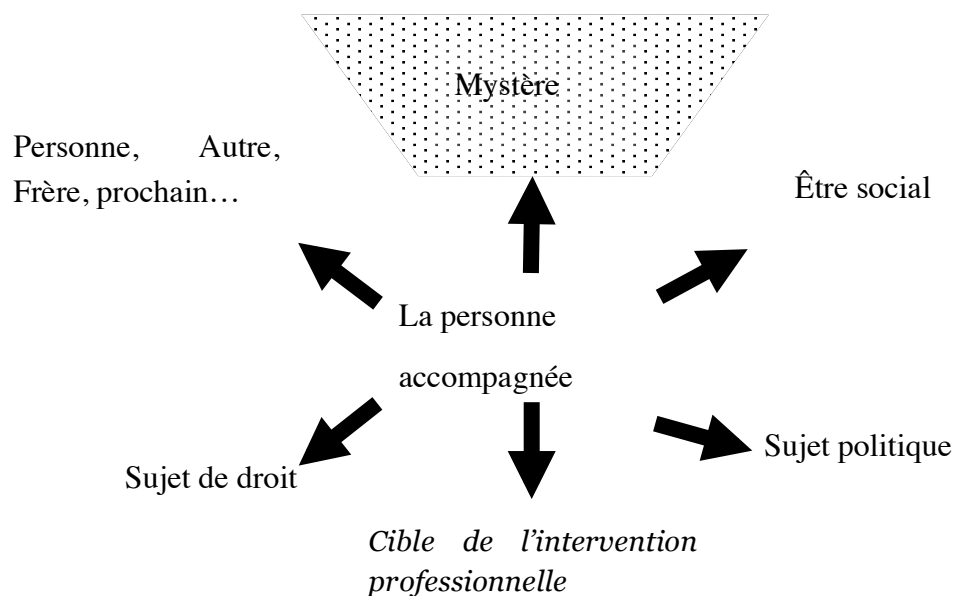 Mystère
Personne, Autre,
Frère, prochain…
Être social
La personne
accompagnée
Sujet de droit
Sujet politique
Cible de l’intervention
professionnelle